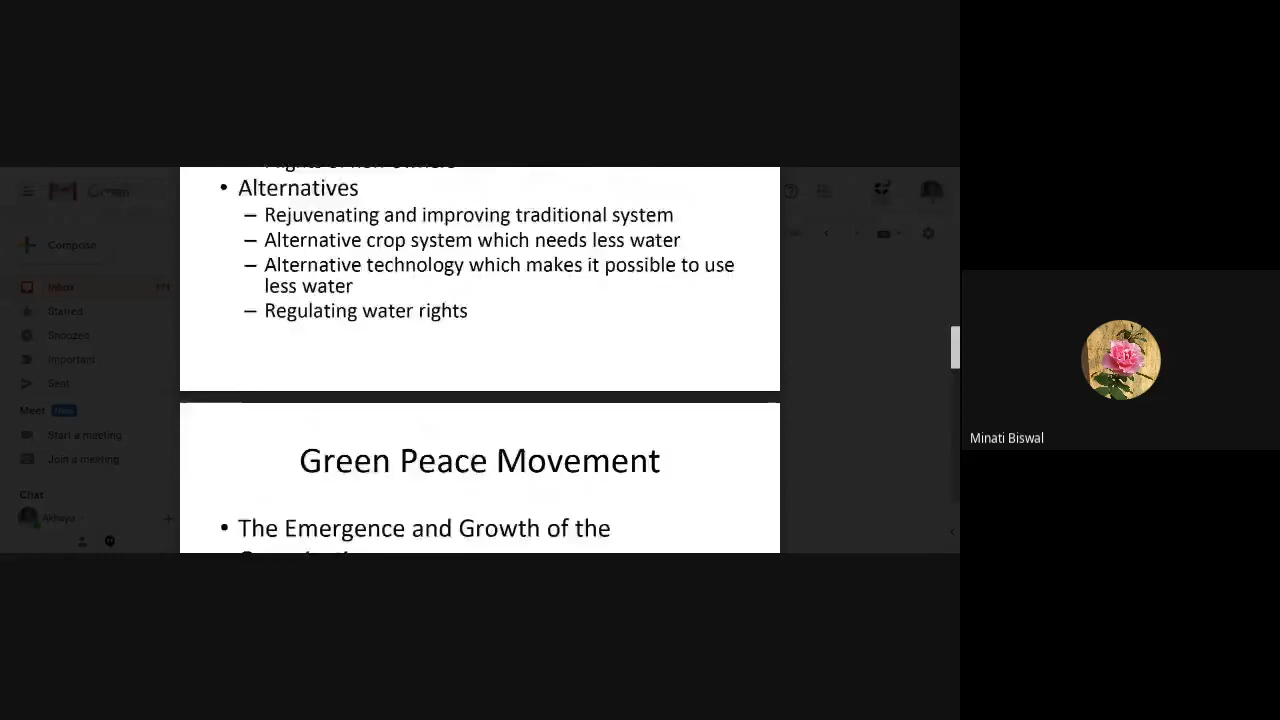 • Alternatives
– Rejuvenating and improving traditional system
– Alternative crop system which needs less water
– Alternative technology which makes it possible to use
less water
– Regulating water rights
Green Peace Movement
• The Emergence and Growth of the
Compose
Inbox
Starred
Snoozed
Important
Sent
Meet New
Start a meeting
Join a meeting
Chat
+
Minati Biswal